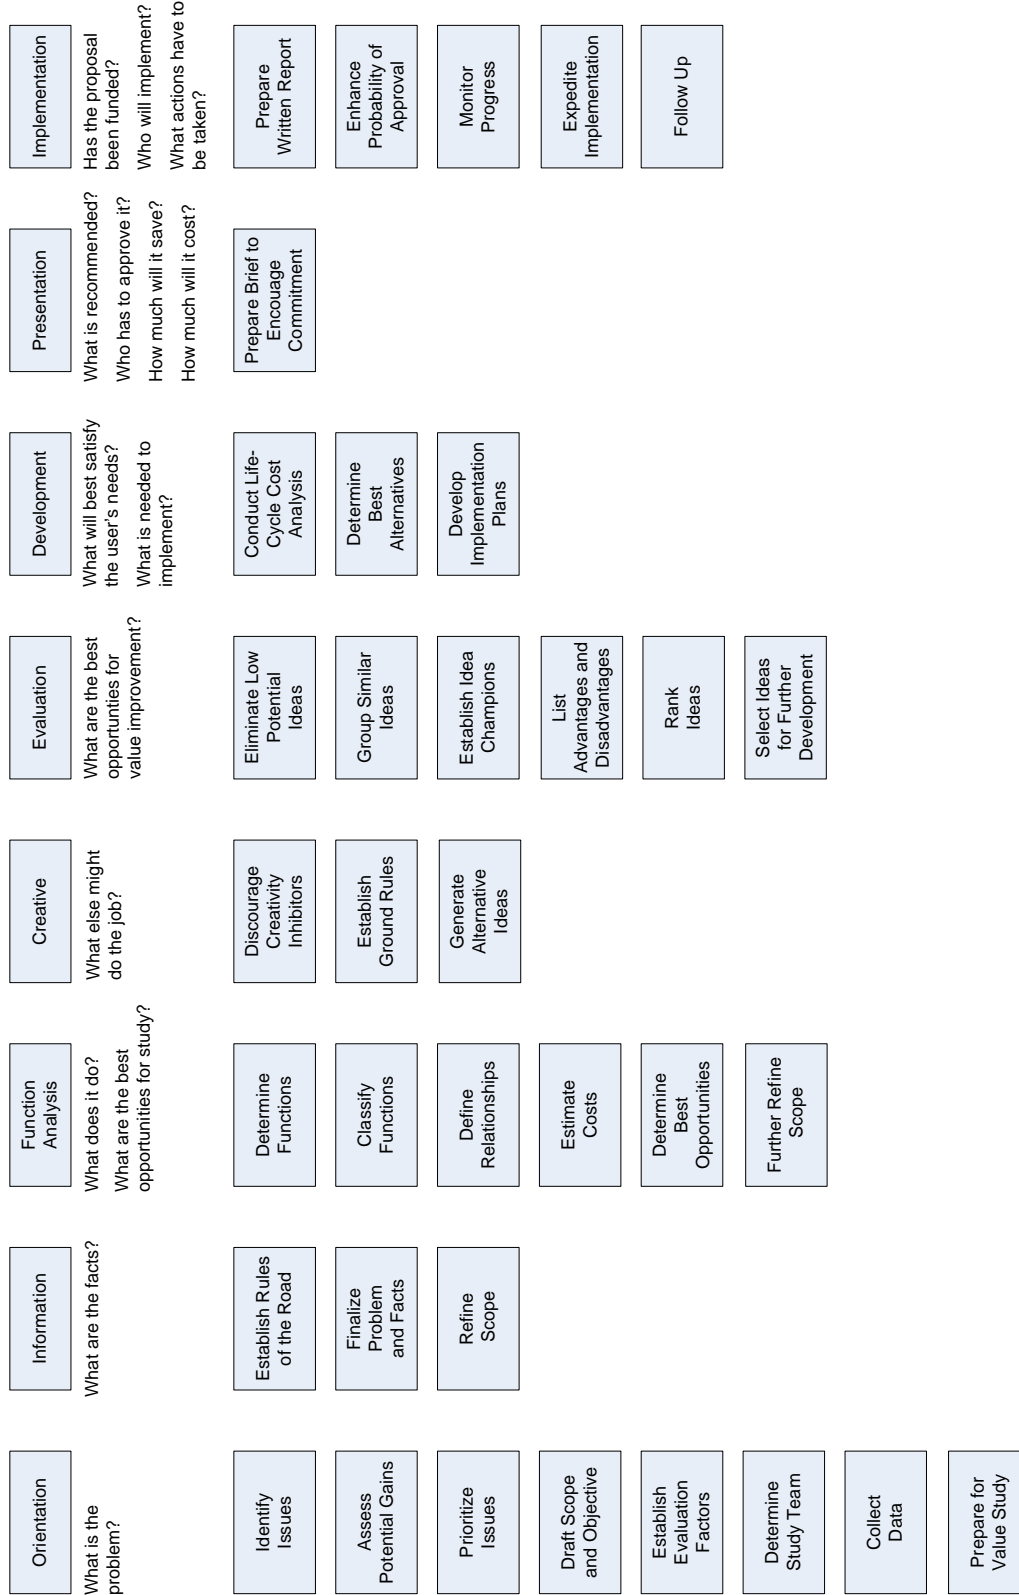 Orientation
What is the
problem?
Identify
Issues
Assess
Potential Gains
Prioritize
Issues
Draft Scope
and Objective
Establish
Evaluation
Factors
Determine
Study Team
Collect
Data
Prepare for
Value Study
Information
What are the facts?
Establish Rules
of the Road
Finalize
Problem
and Facts
Refine
Scope
Function
Analysis
What does it do?
What are the best
opportunities for study?
Determine
Functions
Classify
Functions
Define
Relationships
Estimate
Costs
Determine
Best
Opportunities
Further Refine
Scope
Creative
What else might
do the job?
Discourage
Creativity
Inhibitors
Establish
Ground Rules
Generate
Alternative
Ideas
Evaluation
What are the best
opportunities for
value improvement?
Eliminate Low
Potential
Ideas
Group Similar
Ideas
Establish Idea
Champions
List
Advantages and
Disadvantages
Rank
Ideas
Select Ideas
for Further
Development
Development
What will best satisfy
the user's needs?
What is needed to
implement?
Conduct Life-
Cycle Cost
Analysis
Determine
Best
Alternatives
Develop
Implementation
Plans
Presentation
What is recommended?
Who has to approve it?
How much will it save?
How much will it cost?
Prepare Brief to
Encouage
Commitment
Implementation
Has the proposal
been funded?
Who will implement?
What actions have to
be taken?
Prepare
Written Report
Enhance
Probability of
Approval
Monitor
Progress
Expedite
Implementation
Follow Up